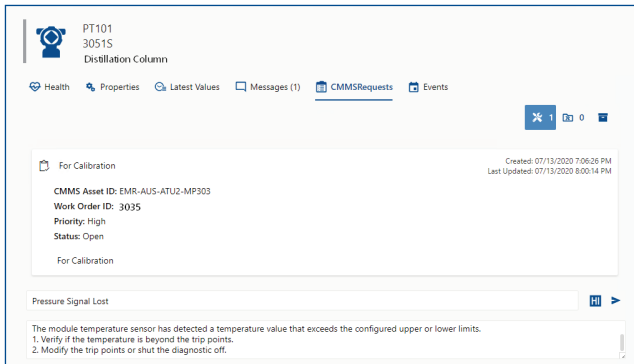 PT101
3051S
Distillation Column
Health Properties Latest Values Messages (1) CMMSRequests Events
1 0
For Calibration
Created: 07/13/2020 7:06:26 PM
Last Updated: 07/13/2020 8:00:14 PM
CMMS Asset ID: EMR-AUS-ATU2-MP303
Work Order ID: 3035
Priority: High
Status: Open
For Calibration
Pressure Signal Lost
The module temperature sensor has detected a temperature value that exceeds the configured upper or lower limits.
1. Verify if the temperature is beyond the trip points.
2. Modify the trip points or shut the diagnostic off.